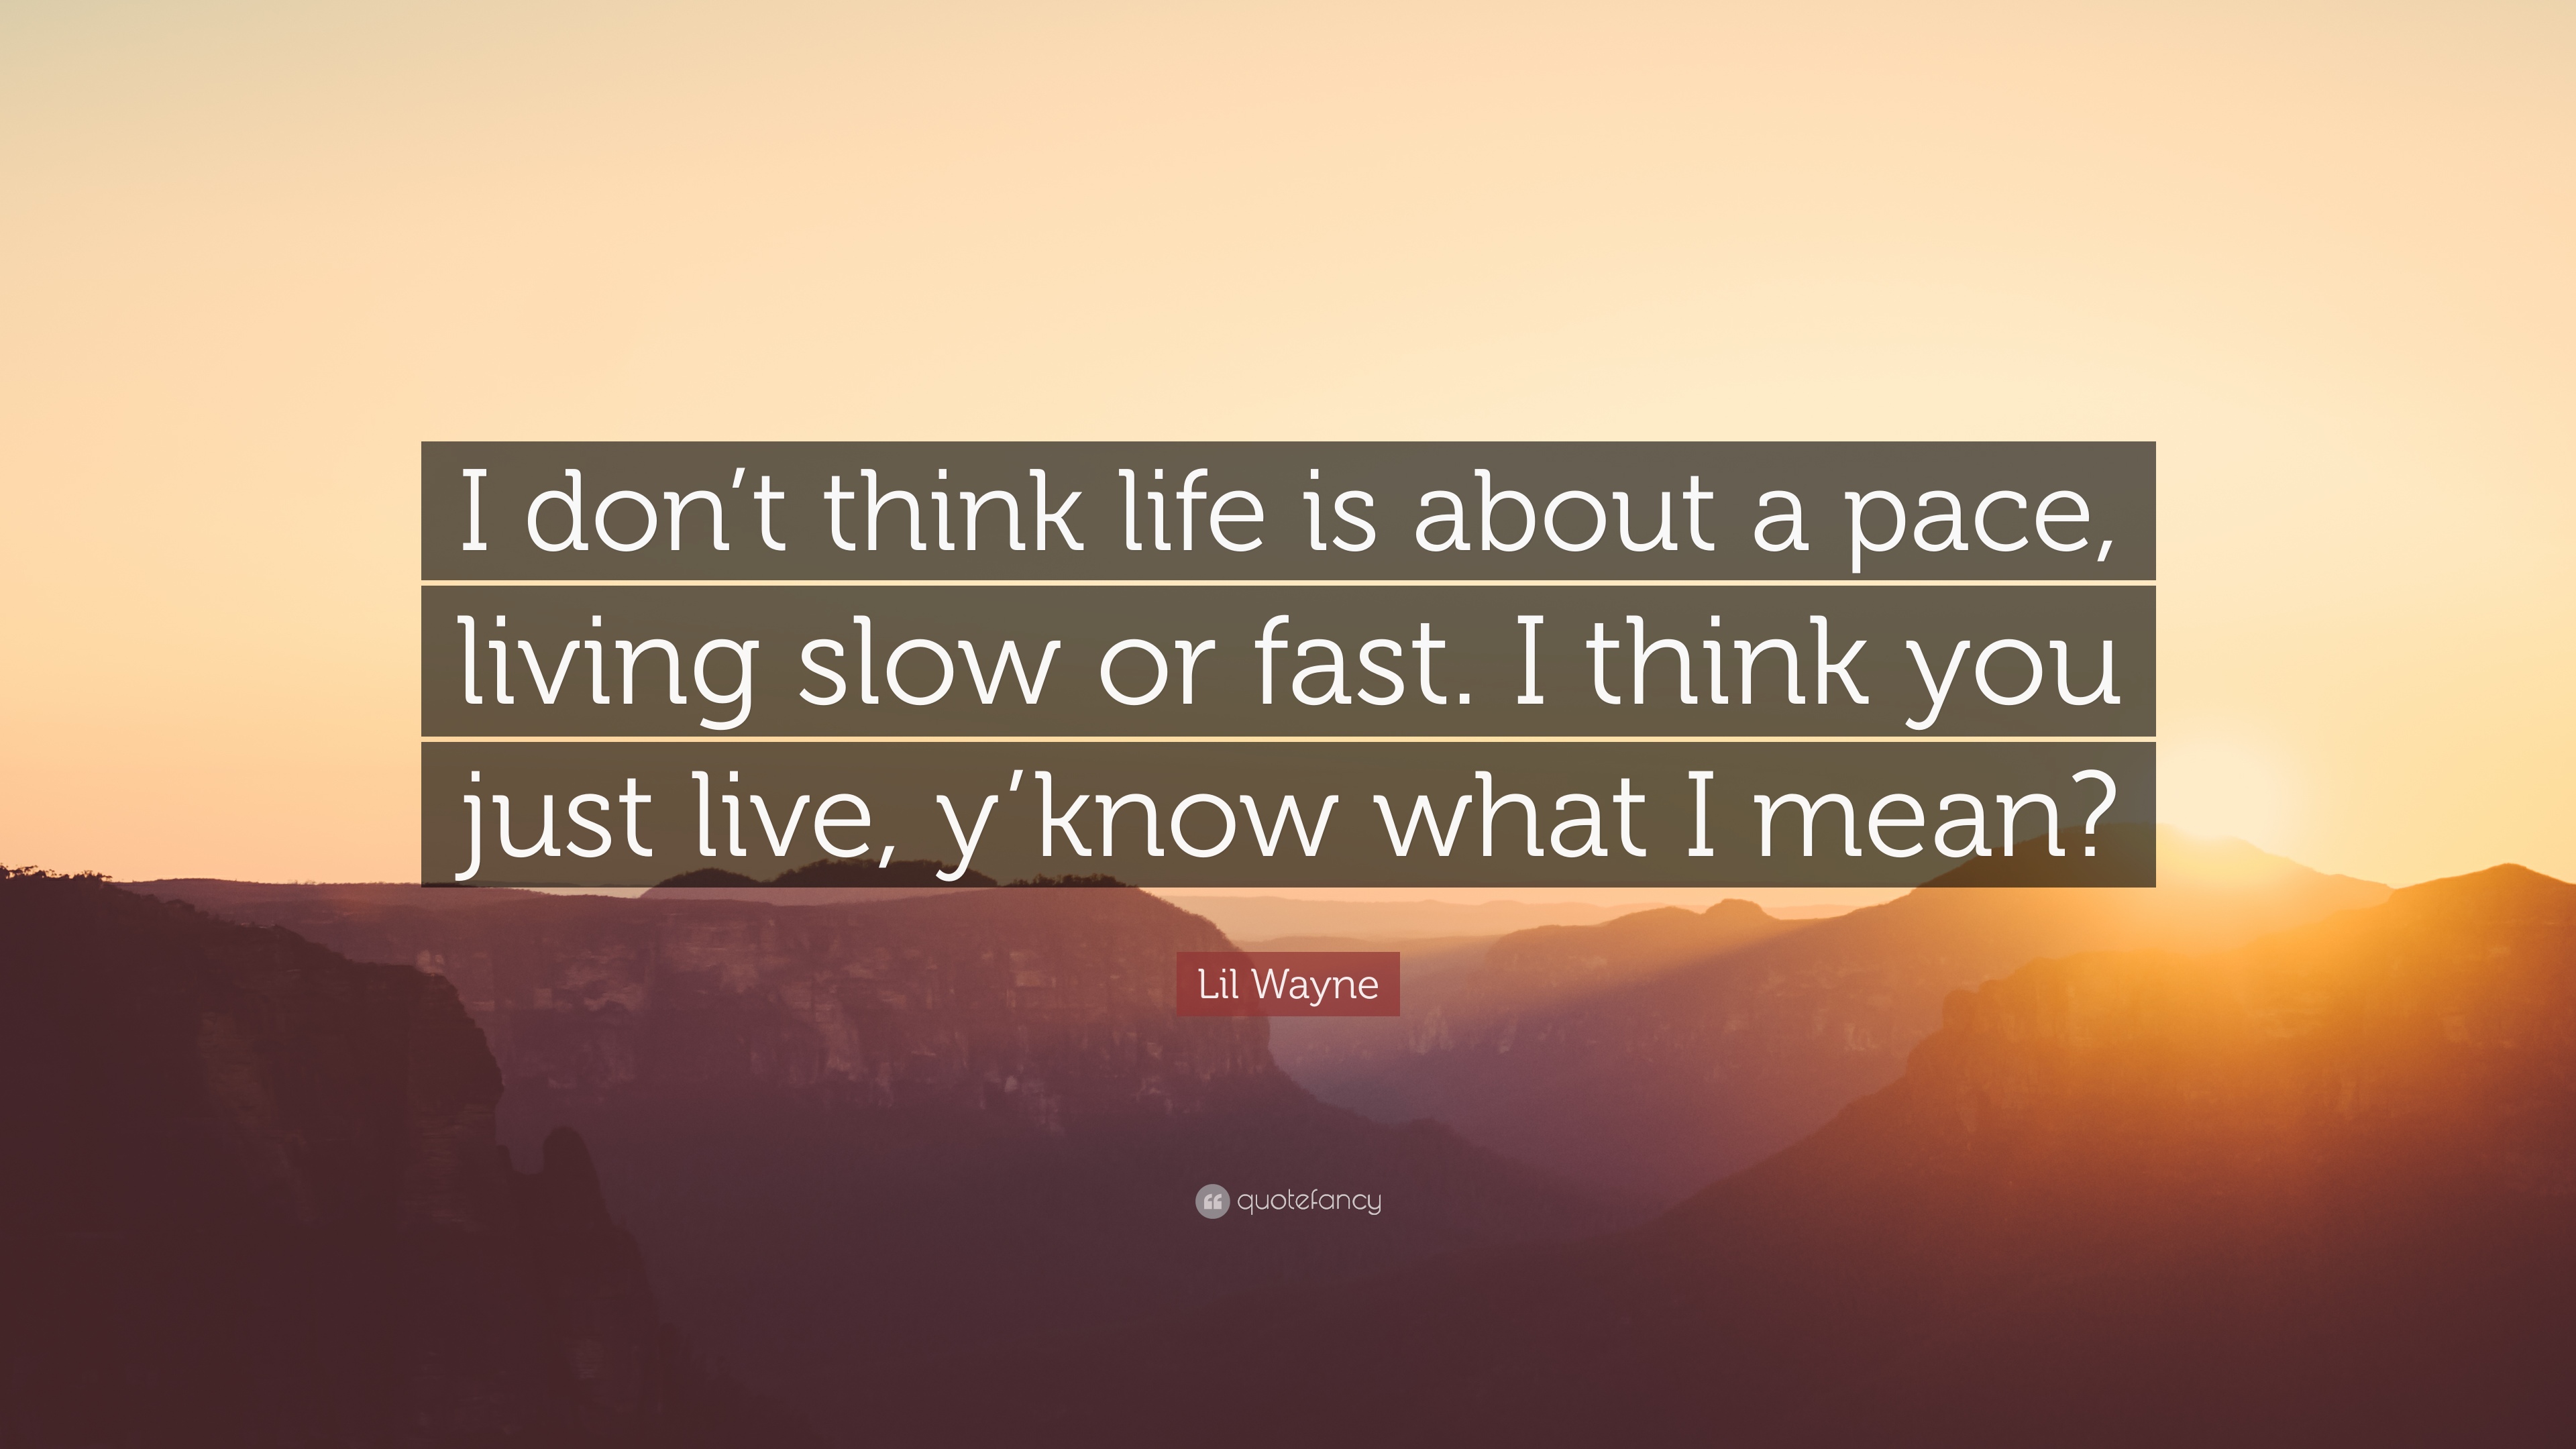 I don’t think life is about a pace,
living slow or fast. I think you
just live, y’know what I mean?
Lil Wayne
quotefancy